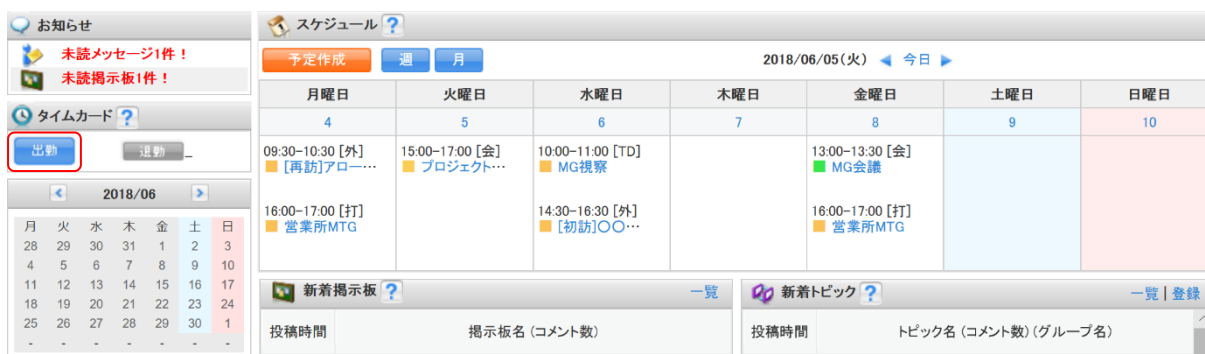 お知らせ
未読メッセージ1件！
未読掲示板1件！
タイムカード ?
出勤 退勤 _
2018/06
月 火 水 木 金 土 日
28 29 30 31 1 2 3
4 5 6 7 8 9 10
11 12 13 14 15 16 17
18 19 20 21 22 23 24
25 26 27 28 29 30 1
- - - - - - -
スケジュール ?
予定作成 週 月 2018/06/05(火) 今日
月曜日 火曜日 水曜日 木曜日 金曜日 土曜日 日曜日
4 5 6 7 8 9 10
09:30-10:30 [外] 15:00-17:00 [会] 10:00-11:00 [TD] 13:00-13:30 [会]
[再訪]アロー… プロジェクト… MG視察 MG会議
16:00-17:00 [打] 14:30-16:30 [外] 16:00-17:00 [打]
営業所MTG [初訪]〇〇… 営業所MTG
新着掲示板 ? 一覧
投稿時間 掲示板名（コメント数）
新着トピック ? 一覧 | 登録
投稿時間 トピック名（コメント数）（グループ名）